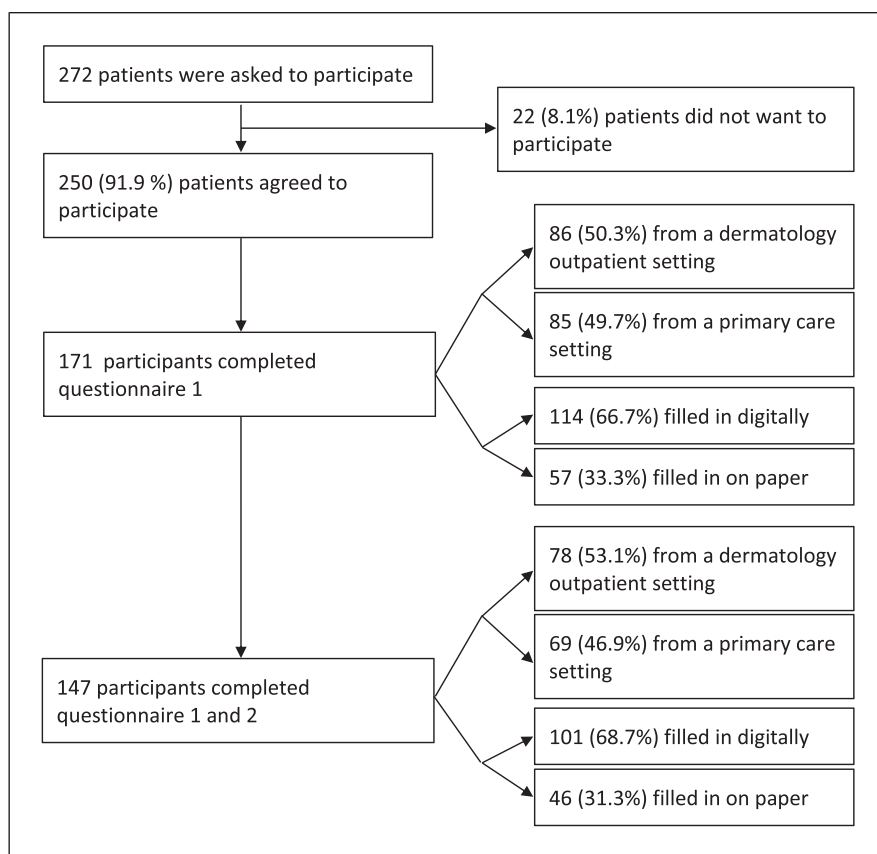 272 patients were asked to participate
22 (8.1%) patients did not want to
participate
250 (91.9 %) patients agreed to
participate
86 (50.3%) from a dermatology
outpatient setting
85 (49.7%) from a primary care
setting
171  participants completed
questionnaire 1
114 (66.7%) filled in digitally
57 (33.3%) filled in on paper
78 (53.1%) from a dermatology
outpatient setting
69 (46.9%) from a primary care
setting
147 participants completed
questionnaire 1 and 2
101 (68.7%) filled in digitally
46 (31.3%) filled in on paper